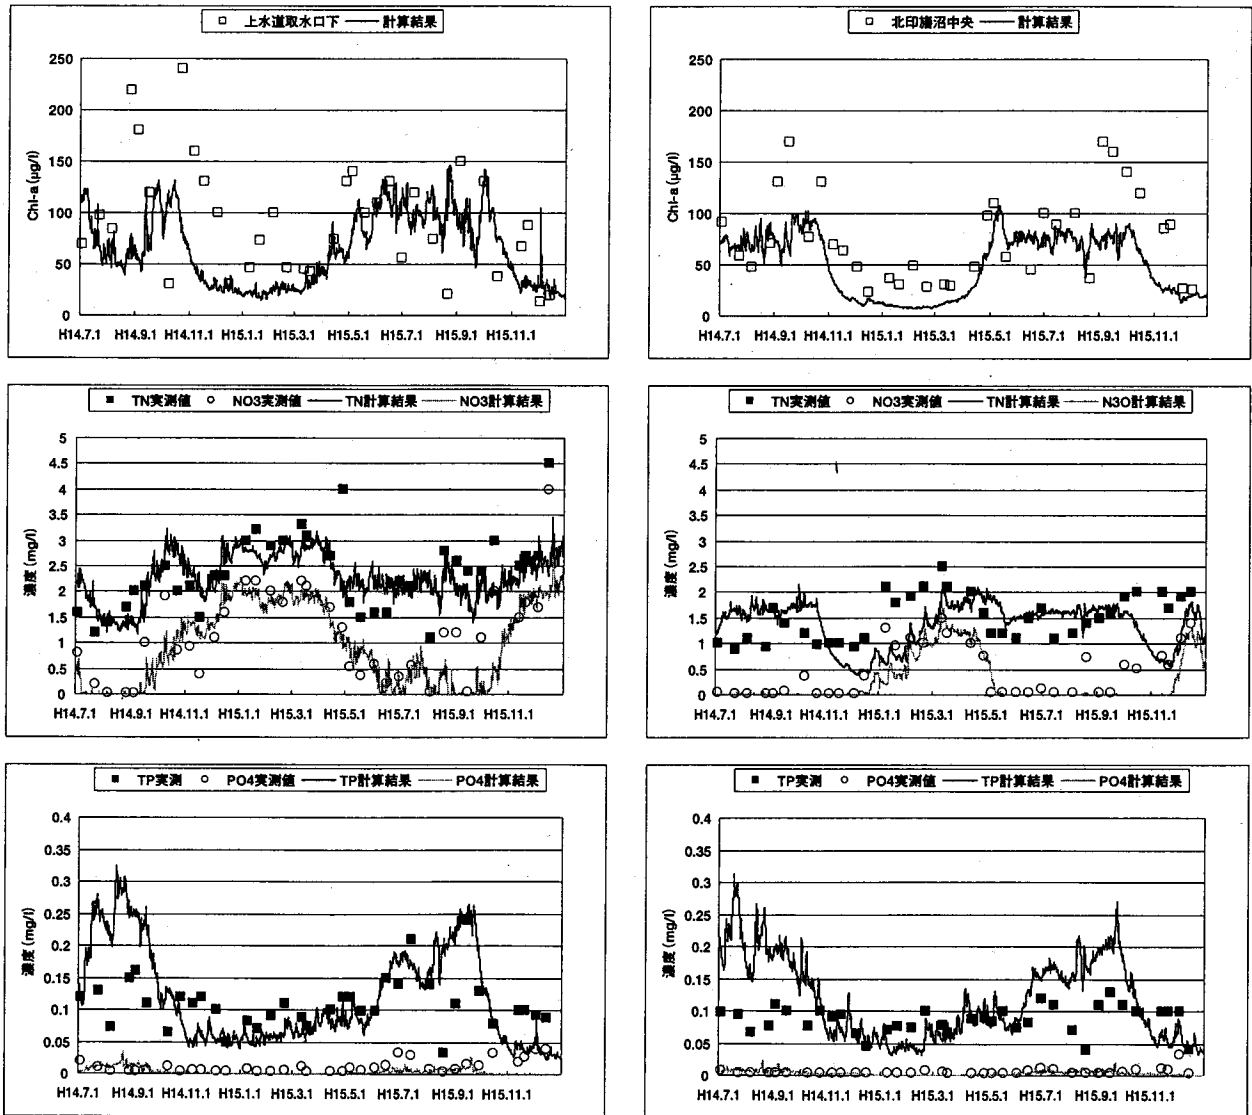 上水道取水口下 計算結果
Chl-a (μg/l)
250
200
150
100
50
0
H14.7.1 H14.9.1 H14.11.1 H15.1.1 H15.3.1 H15.5.1 H15.7.1 H15.9.1 H15.11.1
北印旛沼中央 計算結果
Chl-a (μg/l)
250
200
150
100
50
0
H14.7.1 H14.9.1 H14.11.1 H15.1.1 H15.3.1 H15.5.1 H15.7.1 H15.9.1 H15.11.1
TN実測値 NO3実測値 TN計算結果 NO3計算結果
濃度 (mg/l)
5
4.5
4
3.5
3
2.5
2
1.5
1
0.5
0
H14.7.1 H14.9.1 H14.11.1 H15.1.1 H15.3.1 H15.5.1 H15.7.1 H15.9.1 H15.11.1
TN実測値 NO3実測値 TN計算結果 N3O計算結果
濃度 (mg/l)
5
4.5
4
3.5
3
2.5
2
1.5
1
0.5
0
H14.7.1 H14.9.1 H14.11.1 H15.1.1 H15.3.1 H15.5.1 H15.7.1 H15.9.1 H15.11.1
TP実測 PO4実測値 TP計算結果 PO4計算結果
濃度 (mg/l)
0.4
0.35
0.3
0.25
0.2
0.15
0.1
0.05
0
H14.7.1 H14.9.1 H14.11.1 H15.1.1 H15.3.1 H15.5.1 H15.7.1 H15.9.1 H15.11.1
TP実測 PO4実測値 TP計算結果 PO4計算結果
濃度 (mg/l)
0.4
0.35
0.3
0.25
0.2
0.15
0.1
0.05
0
H14.7.1 H14.9.1 H14.11.1 H15.1.1 H15.3.1 H15.5.1 H15.7.1 H15.9.1 H15.11.1